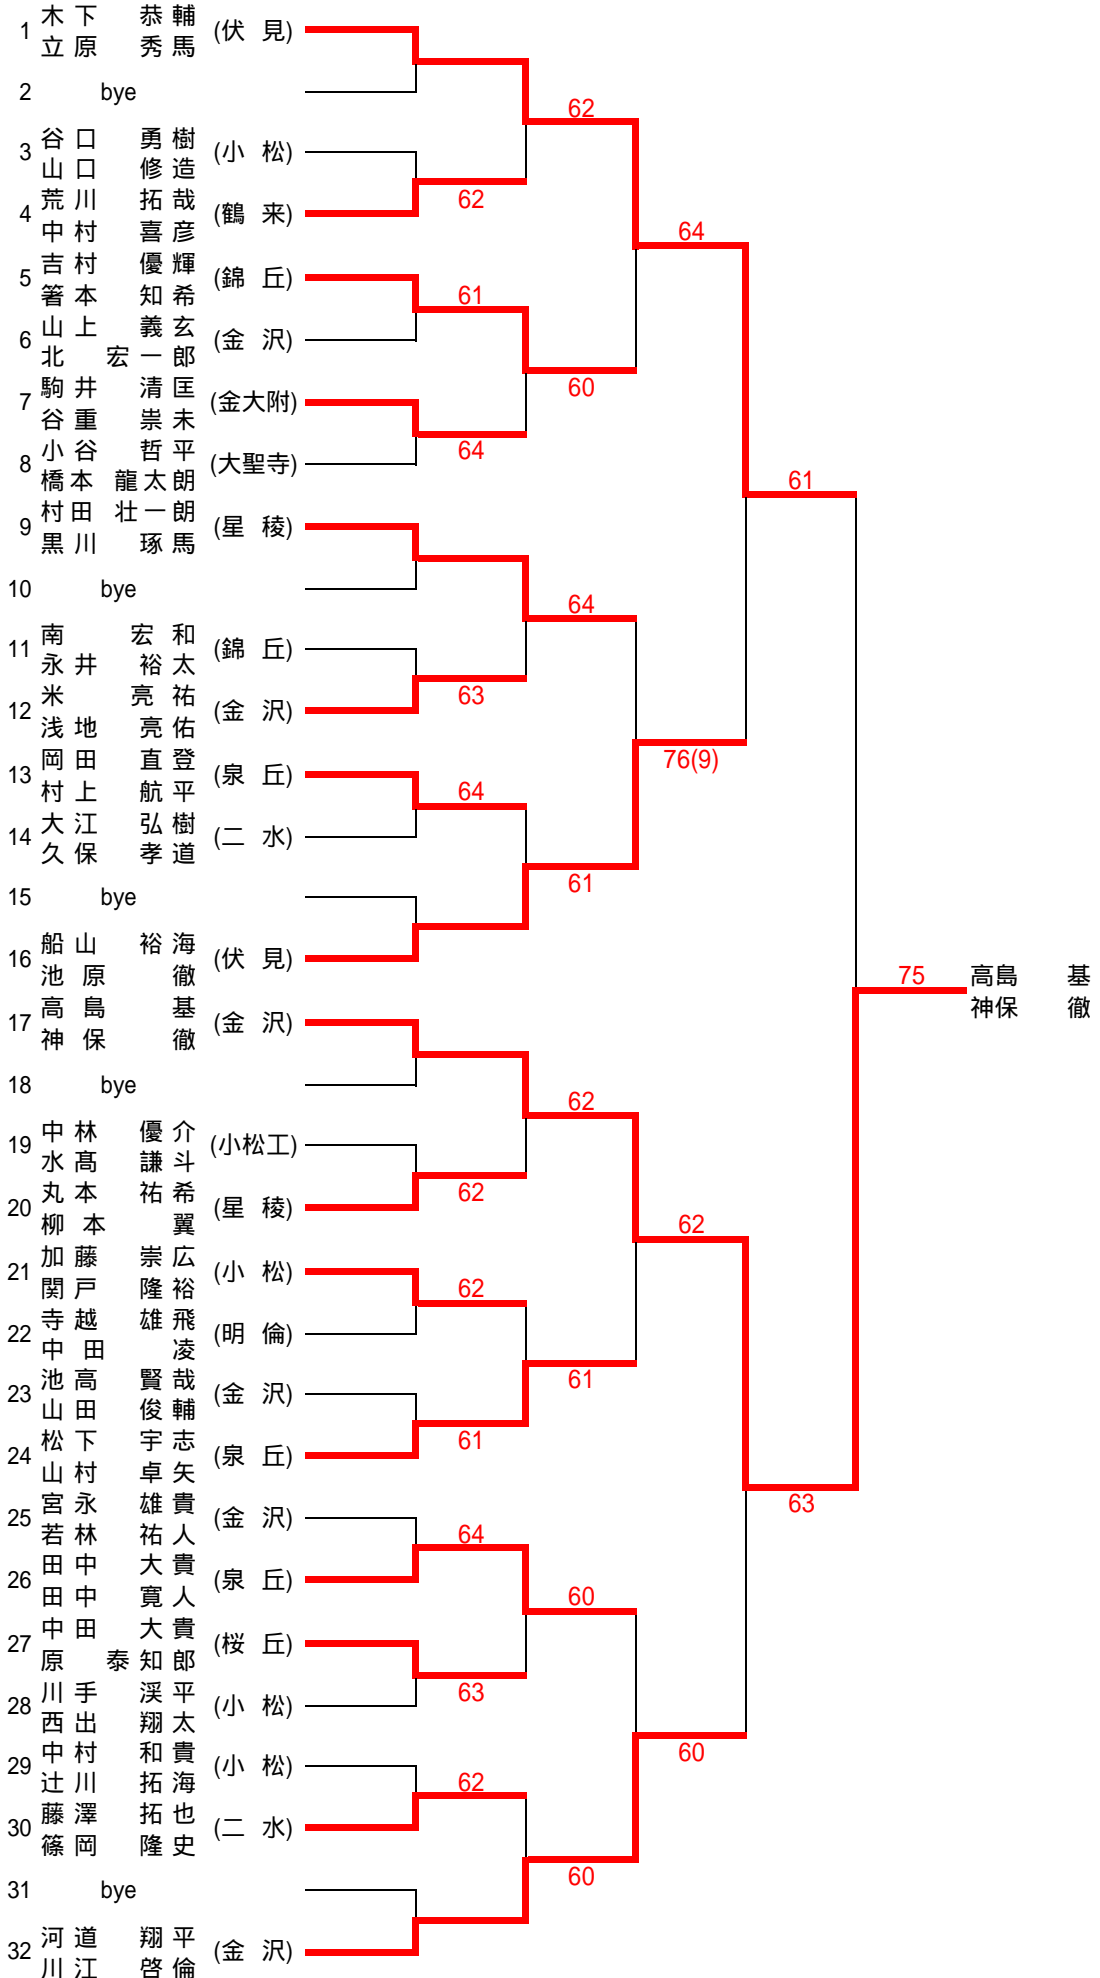 1 木下 恭輔 (伏見)
立原 秀馬
2 bye
62
3 谷口 勇樹 (小松)
山口 修造
62
4 荒川 拓哉 (鶴来)
中村 喜彦
64
5 吉村 優輝 (錦丘)
箸本 知希
61
6 山上 義玄 (金沢)
北 宏一郎
60
7 駒井 清匡 (金大附)
谷重 祟未
64
8 小谷 哲平 (大聖寺)
橋本 龍太朗
61
9 村田 壮一朗 (星稜)
黒川 琢馬
10 bye
64
11 南 宏和 (錦丘)
永井 裕太
63
12 米 亮祐 (金沢)
浅地 亮佑
76(9)
13 岡田 直登 (泉丘)
村上 航平
64
14 大江 弘樹 (二水)
久保 孝道
61
15 bye
16 船山 裕海 (伏見)
池原 徹
75 高島 基
神保 徹
17 高島 基 (金沢)
神保 徹
18 bye
62
19 中林 優介 (小松工)
水髙 謙斗
62
20 丸本 祐希 (星稜)
柳本 翼
62
21 加藤 崇広 (小松)
関戸 隆裕
62
22 寺越 雄飛 (明倫)
中田 凌
61
23 池高 賢哉 (金沢)
山田 俊輔
61
24 松下 宇志 (泉丘)
山村 卓矢
63
25 宮永 雄貴 (金沢)
若林 祐人
64
26 田中 大貴 (泉丘)
田中 寛人
60
27 中田 大貴 (桜丘)
原 泰知郎
63
28 川手 渓平 (小松)
西出 翔太
60
29 中村 和貴 (小松)
辻川 拓海
62
30 藤澤 拓也 (二水)
篠岡 隆史
60
31 bye
32 河道 翔平 (金沢)
川江 啓倫